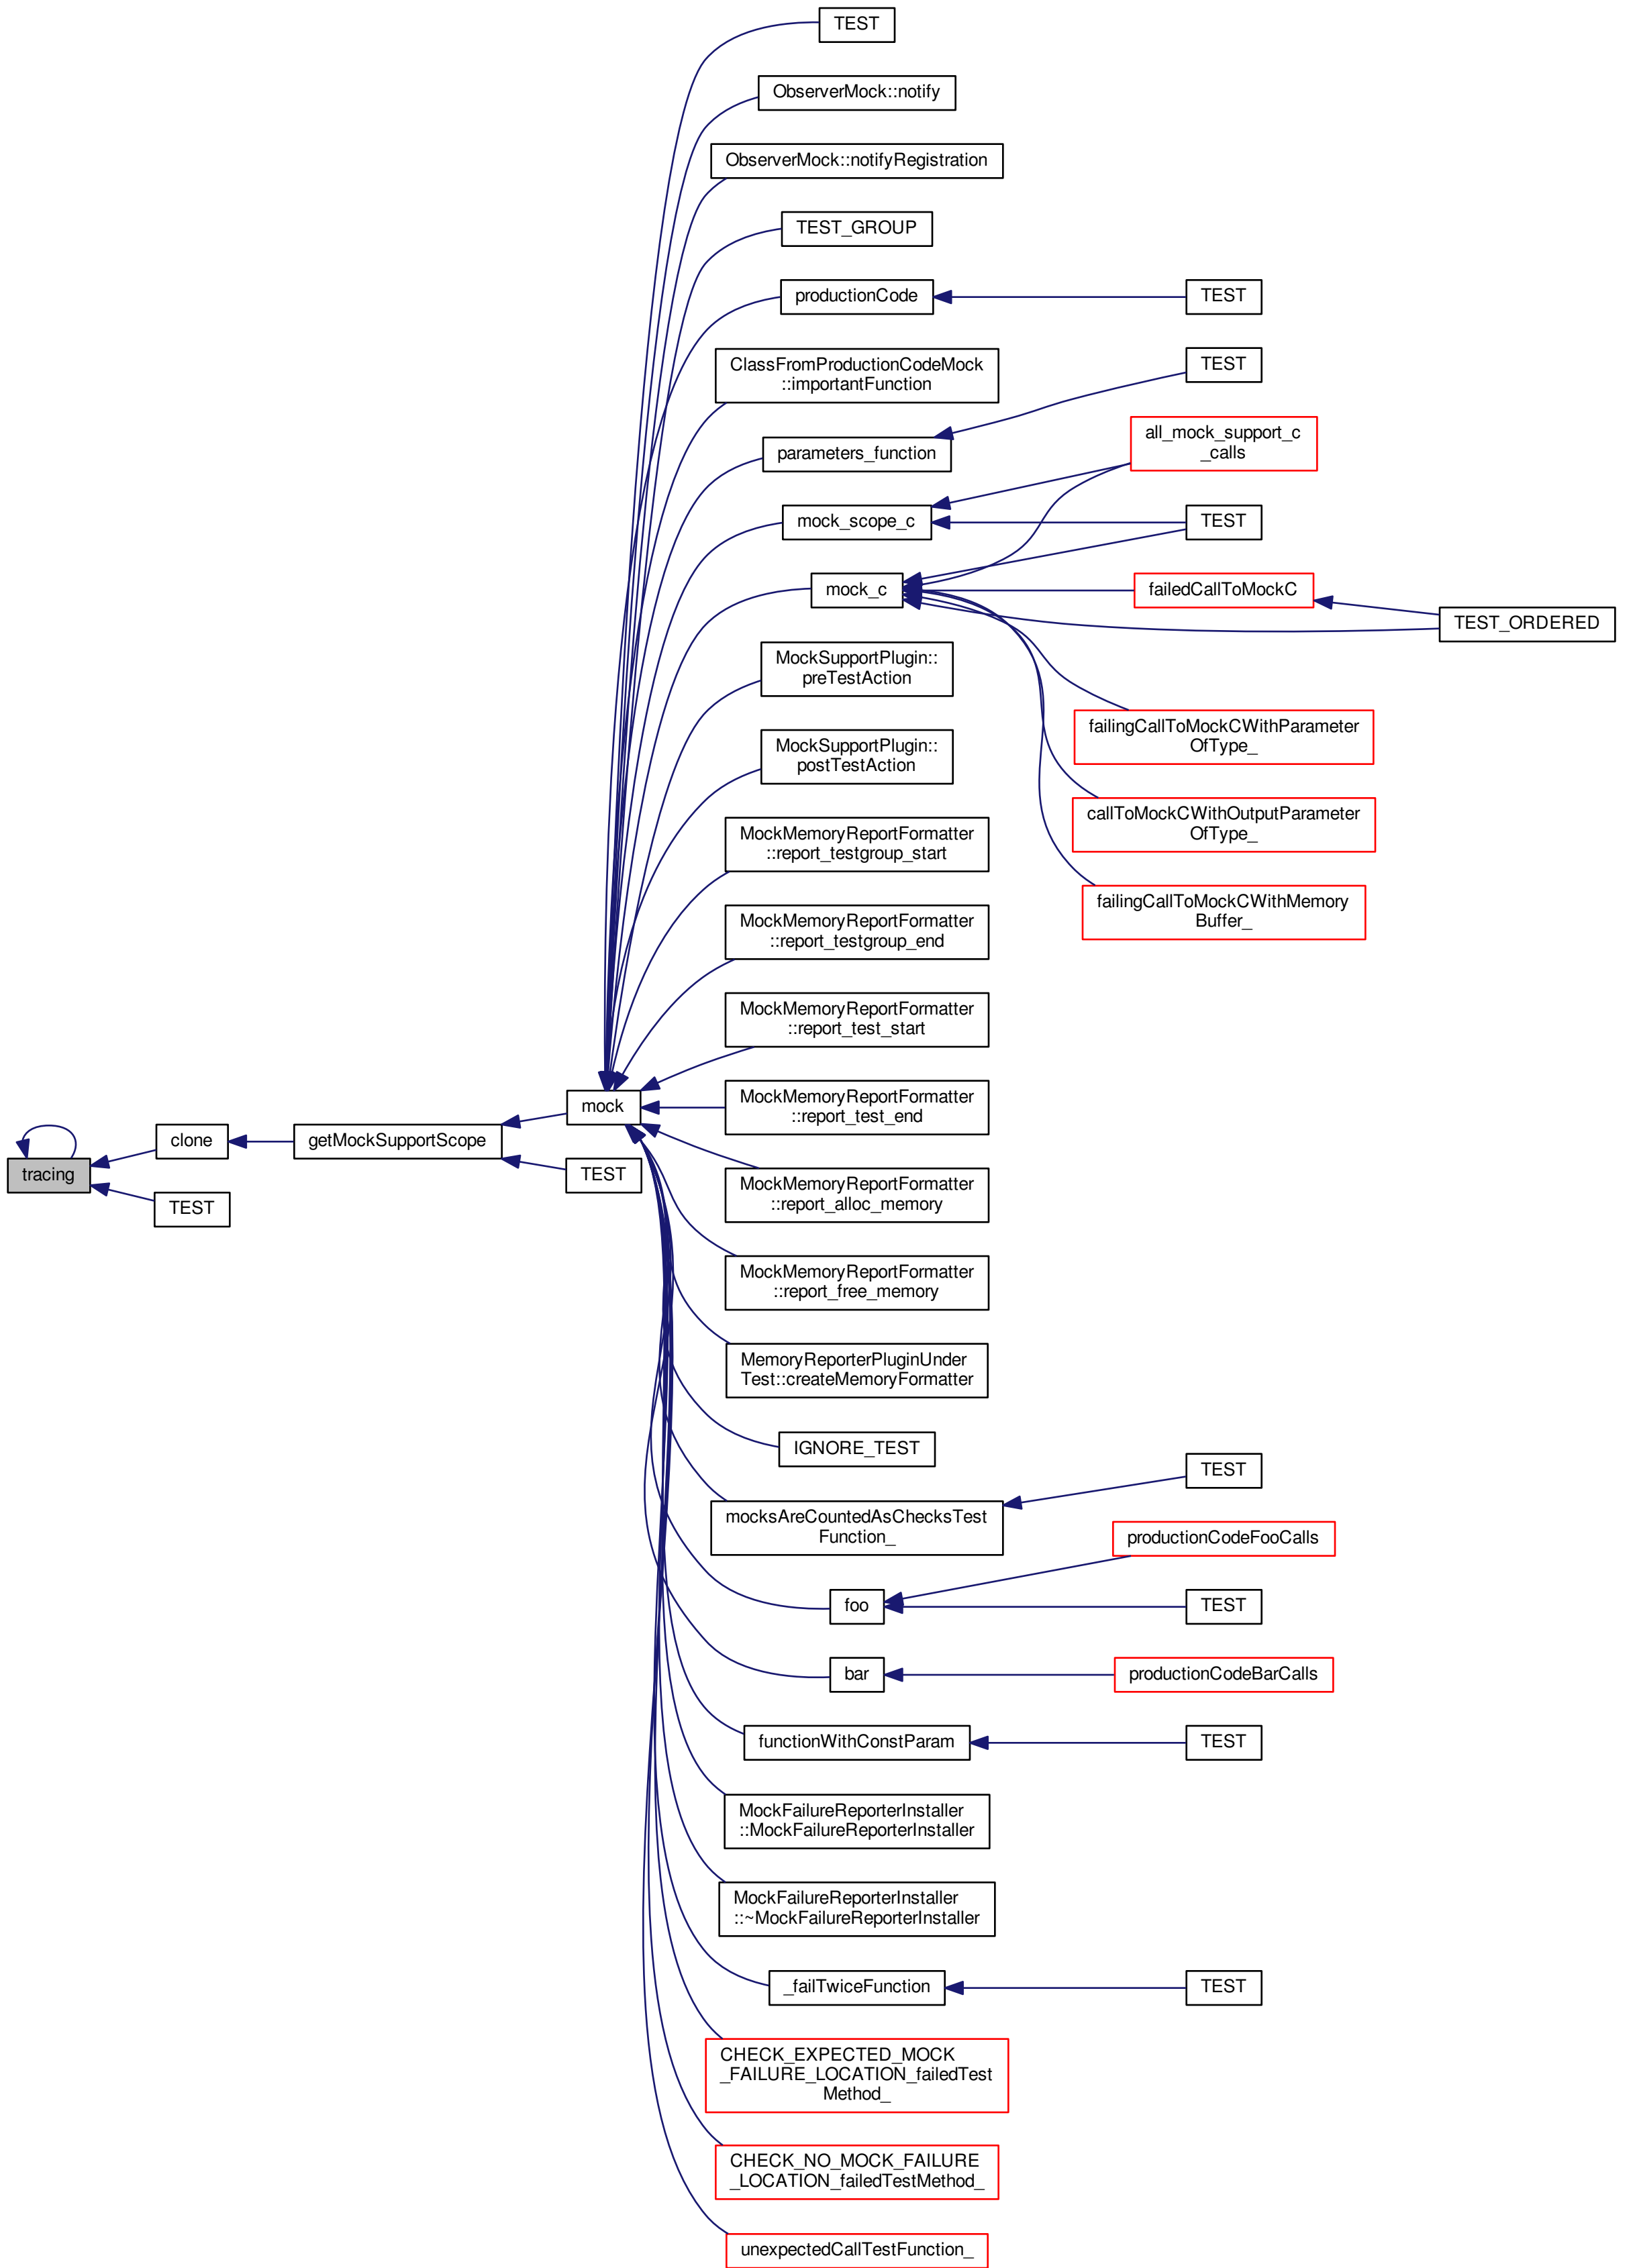 TEST
ObserverMock::notify
ObserverMock::notifyRegistration
TEST_GROUP
productionCode
TEST
ClassFromProductionCodeMock
::importantFunction
TEST
parameters_function
all_mock_support_c
_calls
mock_scope_c
TEST
mock_c
failedCallToMockC
TEST_ORDERED
MockSupportPlugin::
preTestAction
failingCallToMockCWithParameter
OfType_
MockSupportPlugin::
postTestAction
callToMockCWithOutputParameter
OfType_
MockMemoryReportFormatter
::report_testgroup_start
failingCallToMockCWithMemory
Buffer_
MockMemoryReportFormatter
::report_testgroup_end
MockMemoryReportFormatter
::report_test_start
mock
MockMemoryReportFormatter
::report_test_end
clone
getMockSupportScope
tracing
TEST
TEST
MockMemoryReportFormatter
::report_alloc_memory
MockMemoryReportFormatter
::report_free_memory
MemoryReporterPluginUnder
Test::createMemoryFormatter
IGNORE_TEST
TEST
mocksAreCountedAsChecksTest
Function_
productionCodeFooCalls
foo
TEST
bar
productionCodeBarCalls
functionWithConstParam
TEST
MockFailureReporterInstaller
::MockFailureReporterInstaller
MockFailureReporterInstaller
::~MockFailureReporterInstaller
_failTwiceFunction
TEST
CHECK_EXPECTED_MOCK
_FAILURE_LOCATION_failedTest
Method_
CHECK_NO_MOCK_FAILURE
_LOCATION_failedTestMethod_
unexpectedCallTestFunction_